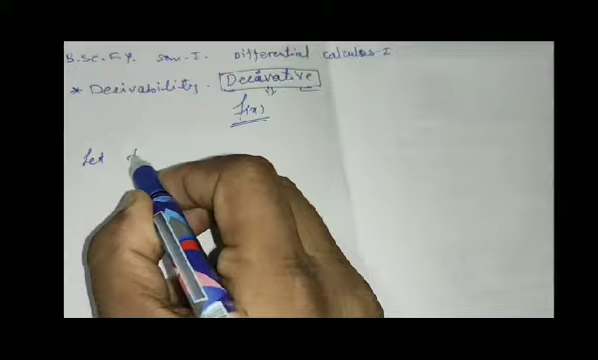 B.Sc. F.Y. Sem-I. Differential Calculus-I
* Derivability. Derivative
f(x)
Let